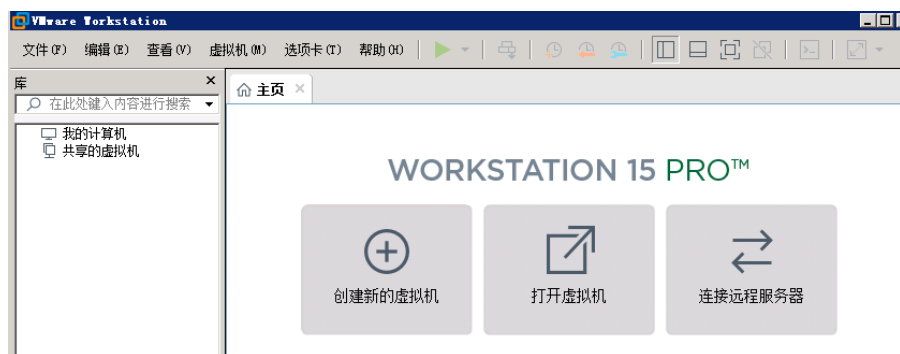 VMware Workstation
文件(F) 编辑(E) 查看(V) 虚拟机(M) 选项卡(T) 帮助(H)
库
在此处键入内容进行搜索
我的计算机
共享的虚拟机
主页
WORKSTATION 15 PRO™
创建新的虚拟机 打开虚拟机 连接远程服务器